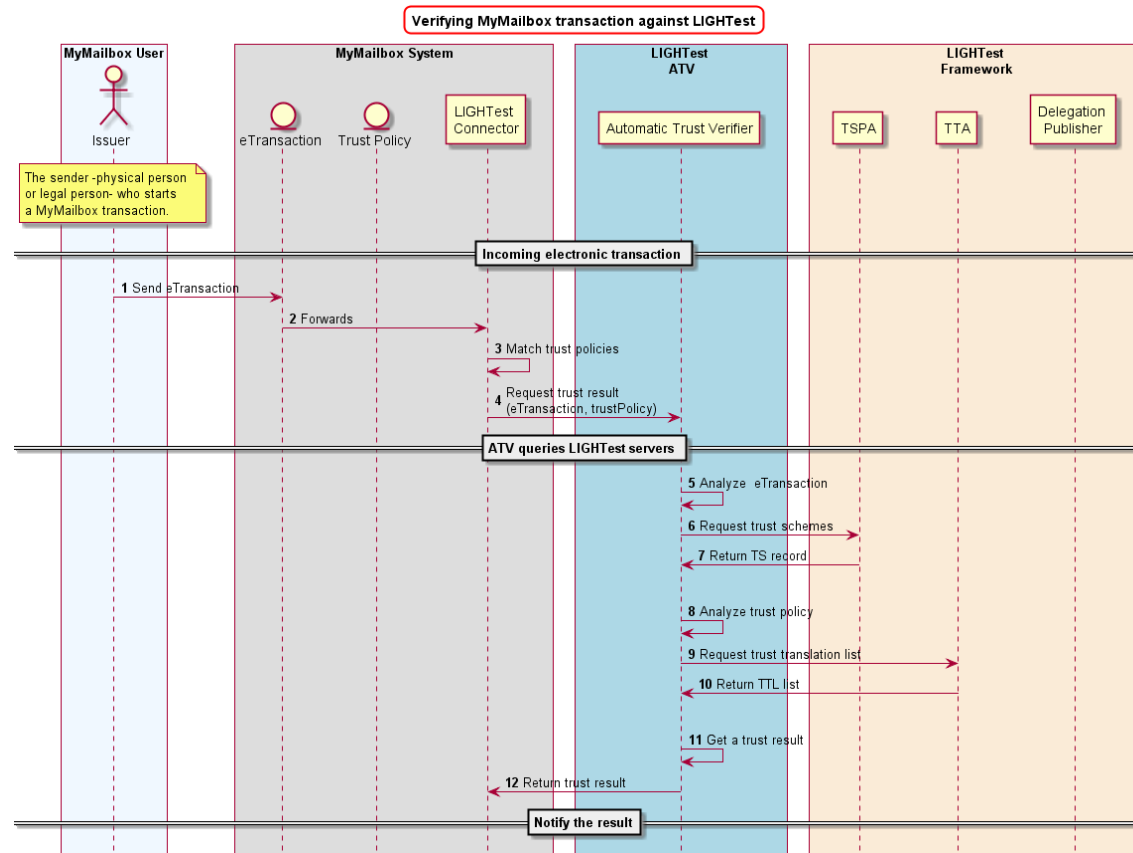 Verifying MyMailbox transaction against LIGHTest
MyMailbox User
MyMailbox System
LIGHTest
ATV
LIGHTest
Framework
Issuer
eTransaction
Trust Policy
LIGHTest
Connector
Automatic Trust Verifier
TSPA
TTA
Delegation
Publisher
The sender -physical person
or legal person- who starts
a MyMailbox transaction.
Incoming electronic transaction
1 Send eTransaction
2 Forwards
3 Match trust policies
4 Request trust result
(eTransaction, trustPolicy)
ATV queries LIGHTest servers
5 Analyze eTransaction
6 Request trust schemes
7 Return TS record
8 Analyze trust policy
9 Request trust translation list
10 Return TTL list
11 Get a trust result
12 Return trust result
Notify the result